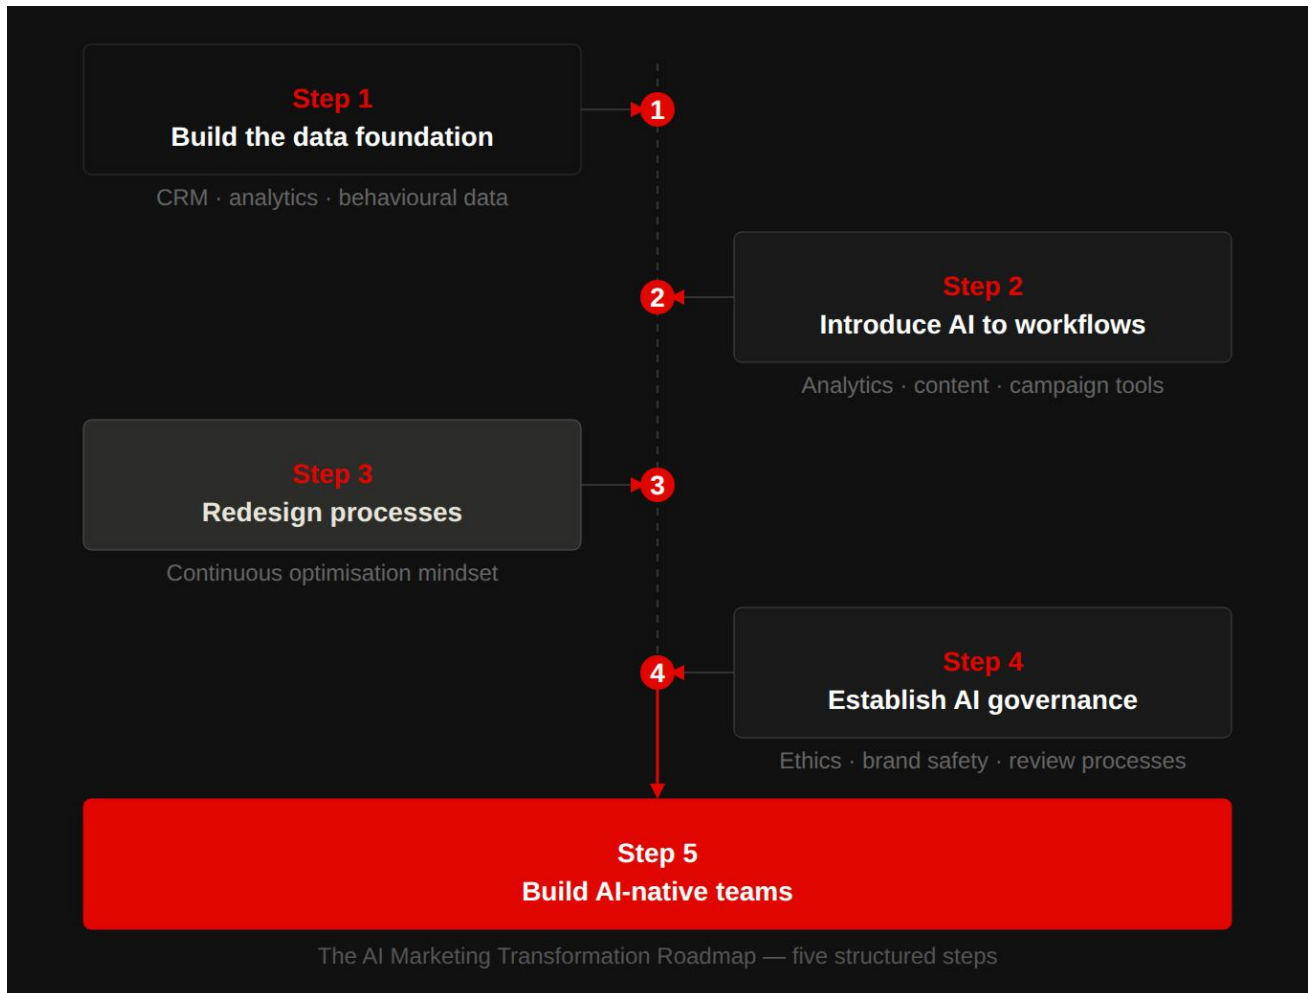 Step 1
Build the data foundation
CRM · analytics · behavioural data
1
2
Step 2
Introduce AI to workflows
Analytics · content · campaign tools
Step 3
Redesign processes
Continuous optimisation mindset
3
4
Step 4
Establish AI governance
Ethics · brand safety · review processes
Step 5
Build AI-native teams
The AI Marketing Transformation Roadmap — five structured steps